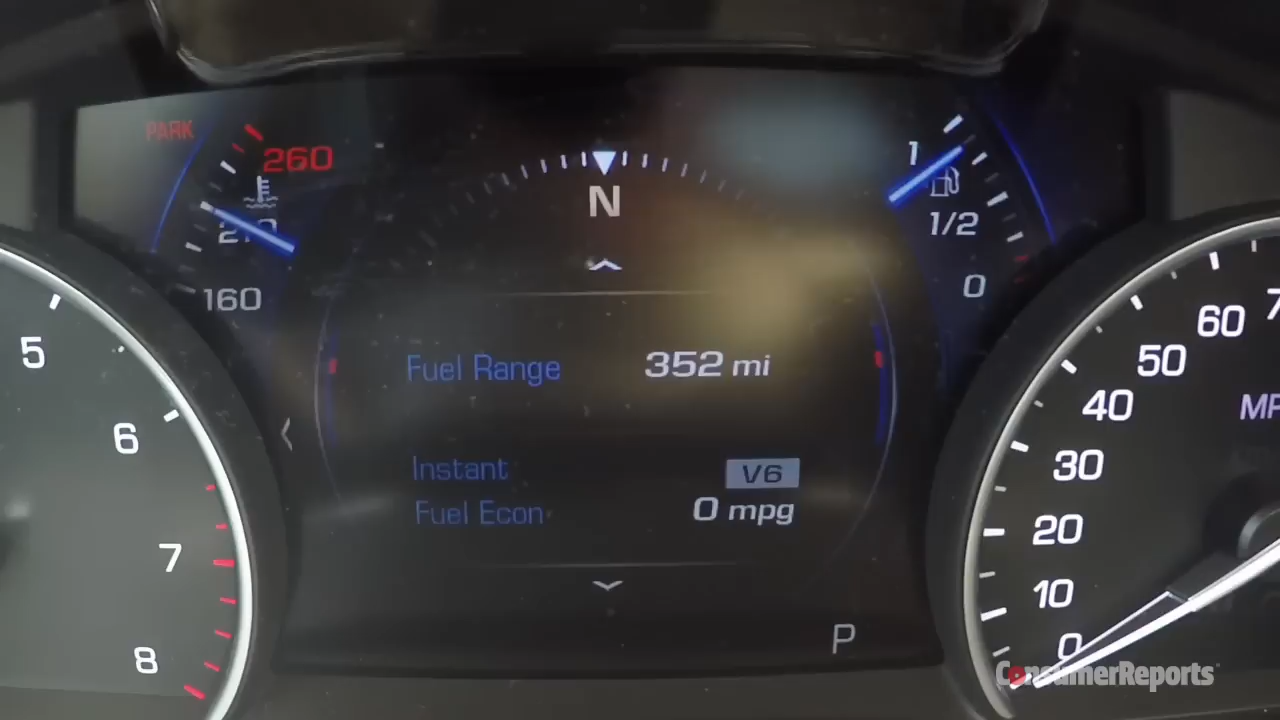 PARK
260
210
160
N
1
1/2
0
Fuel Range 352 mi
Instant V6
Fuel Econ 0 mpg
P
5
6
7
8
60
50
40
30
20
10
0
ConsumerReports